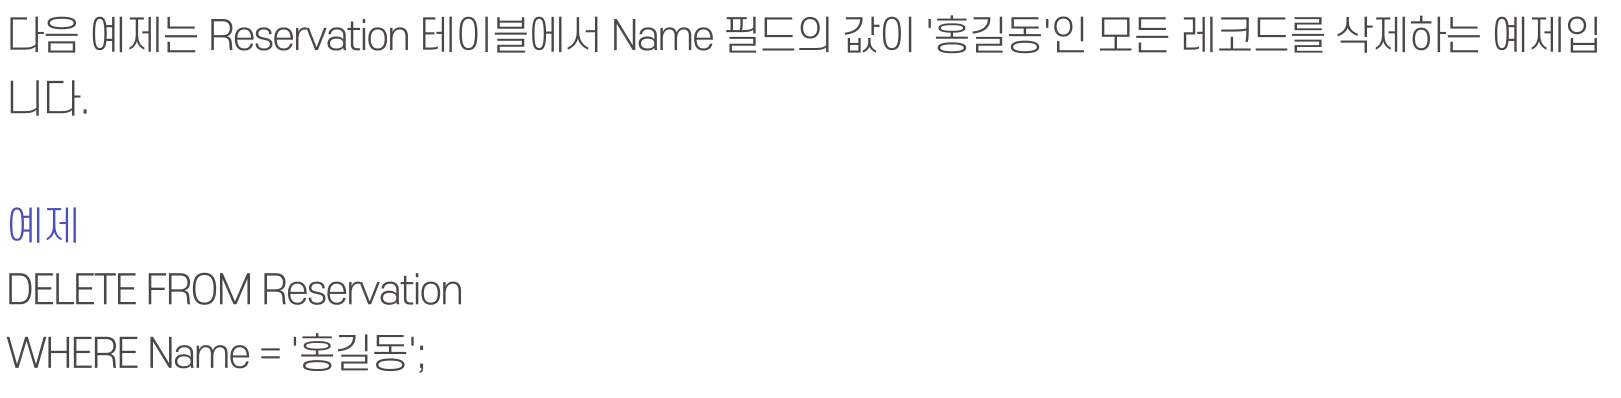 다음 예제는 Reservation 테이블에서 Name 필드의 값이 '홍길동'인 모든 레코드를 삭제하는 예제입
니다.
예제
DELETE FROM Reservation
WHERE Name = '홍길동';